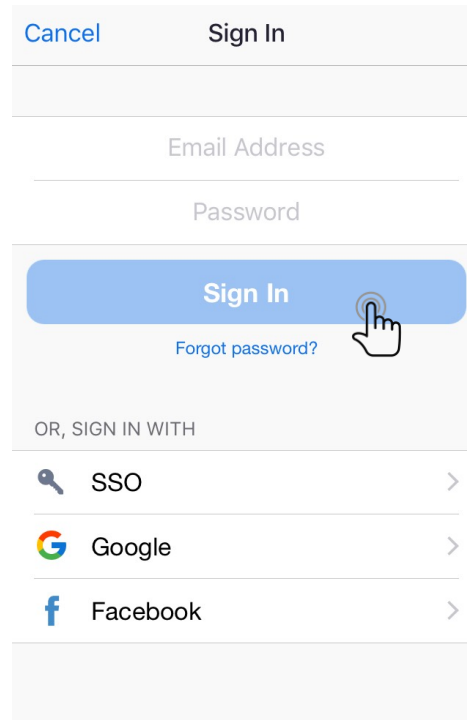 Cancel Sign In
Email Address
Password
Sign In
Forgot password?
OR, SIGN IN WITH
SSO
Google
Facebook